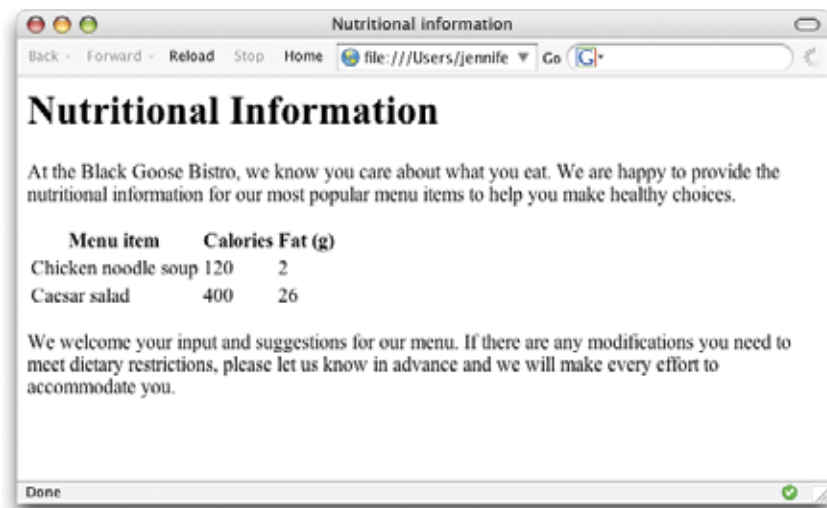 Nutritional information
Back Forward Reload Stop Home file:///Users/jennife Go G
Nutritional Information
At the Black Goose Bistro, we know you care about what you eat. We are happy to provide the
nutritional information for our most popular menu items to help you make healthy choices.
Menu item Calories Fat (g)
Chicken noodle soup 120 2
Caesar salad 400 26
We welcome your input and suggestions for our menu. If there are any modifications you need to
meet dietary restrictions, please let us know in advance and we will make every effort to
accommodate you.
Done